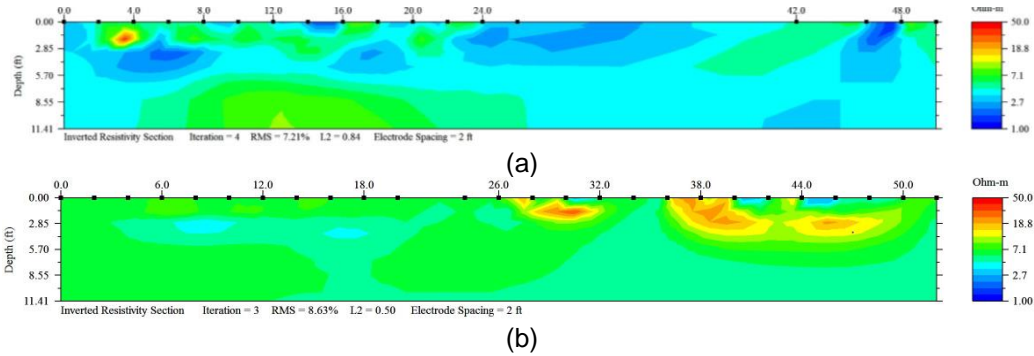 0.0 4.0 8.0 12.0 16.0 20.0 24.0 42.0 48.0 Ohm-m
Depth (ft)
0.00
2.85
5.70
8.55
11.41
50.0
18.8
7.1
2.7
1.00
Inverted Resistivity Section Iteration = 4 RMS = 7.21% L2 = 0.84 Electrode Spacing = 2 ft
(a)
0.0 6.0 12.0 18.0 26.0 32.0 38.0 44.0 50.0 Ohm-m
Depth (ft)
0.00
2.85
5.70
8.55
11.41
50.0
18.8
7.1
2.7
1.00
Inverted Resistivity Section Iteration = 3 RMS = 8.63% L2 = 0.50 Electrode Spacing = 2 ft
(b)